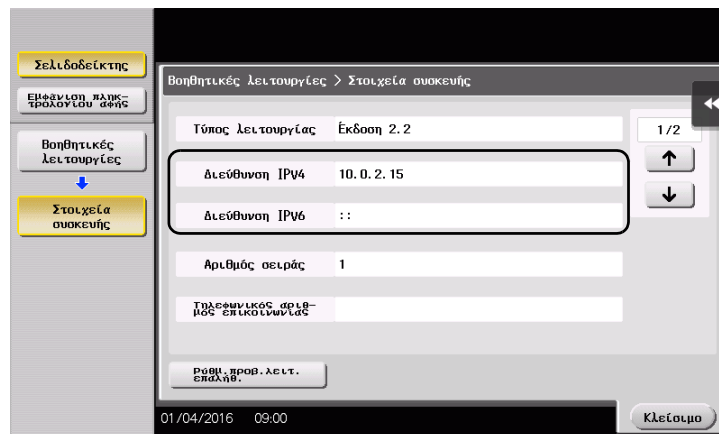 Σελιδοδείκτης
Εμφάνιση πληκ-
τρολογίου αφής
Βοηθητικές
λειτουργίες
Στοιχεία
συσκευής
Βοηθητικές λειτουργίες > Στοιχεία συσκευής
Τύπος λειτουργίας Έκδοση 2.2
1/2
Διεύθυνση IPv4 10.0.2.15
Διεύθυνση IPv6 ::
Αριθμός σειράς 1
Τηλεφωνικός αριθ-
μός επικοινωνίας
Ρύθμ.προβ.λειτ.
επαλήθ.
01/04/2016 09:00
Κλείσιμο